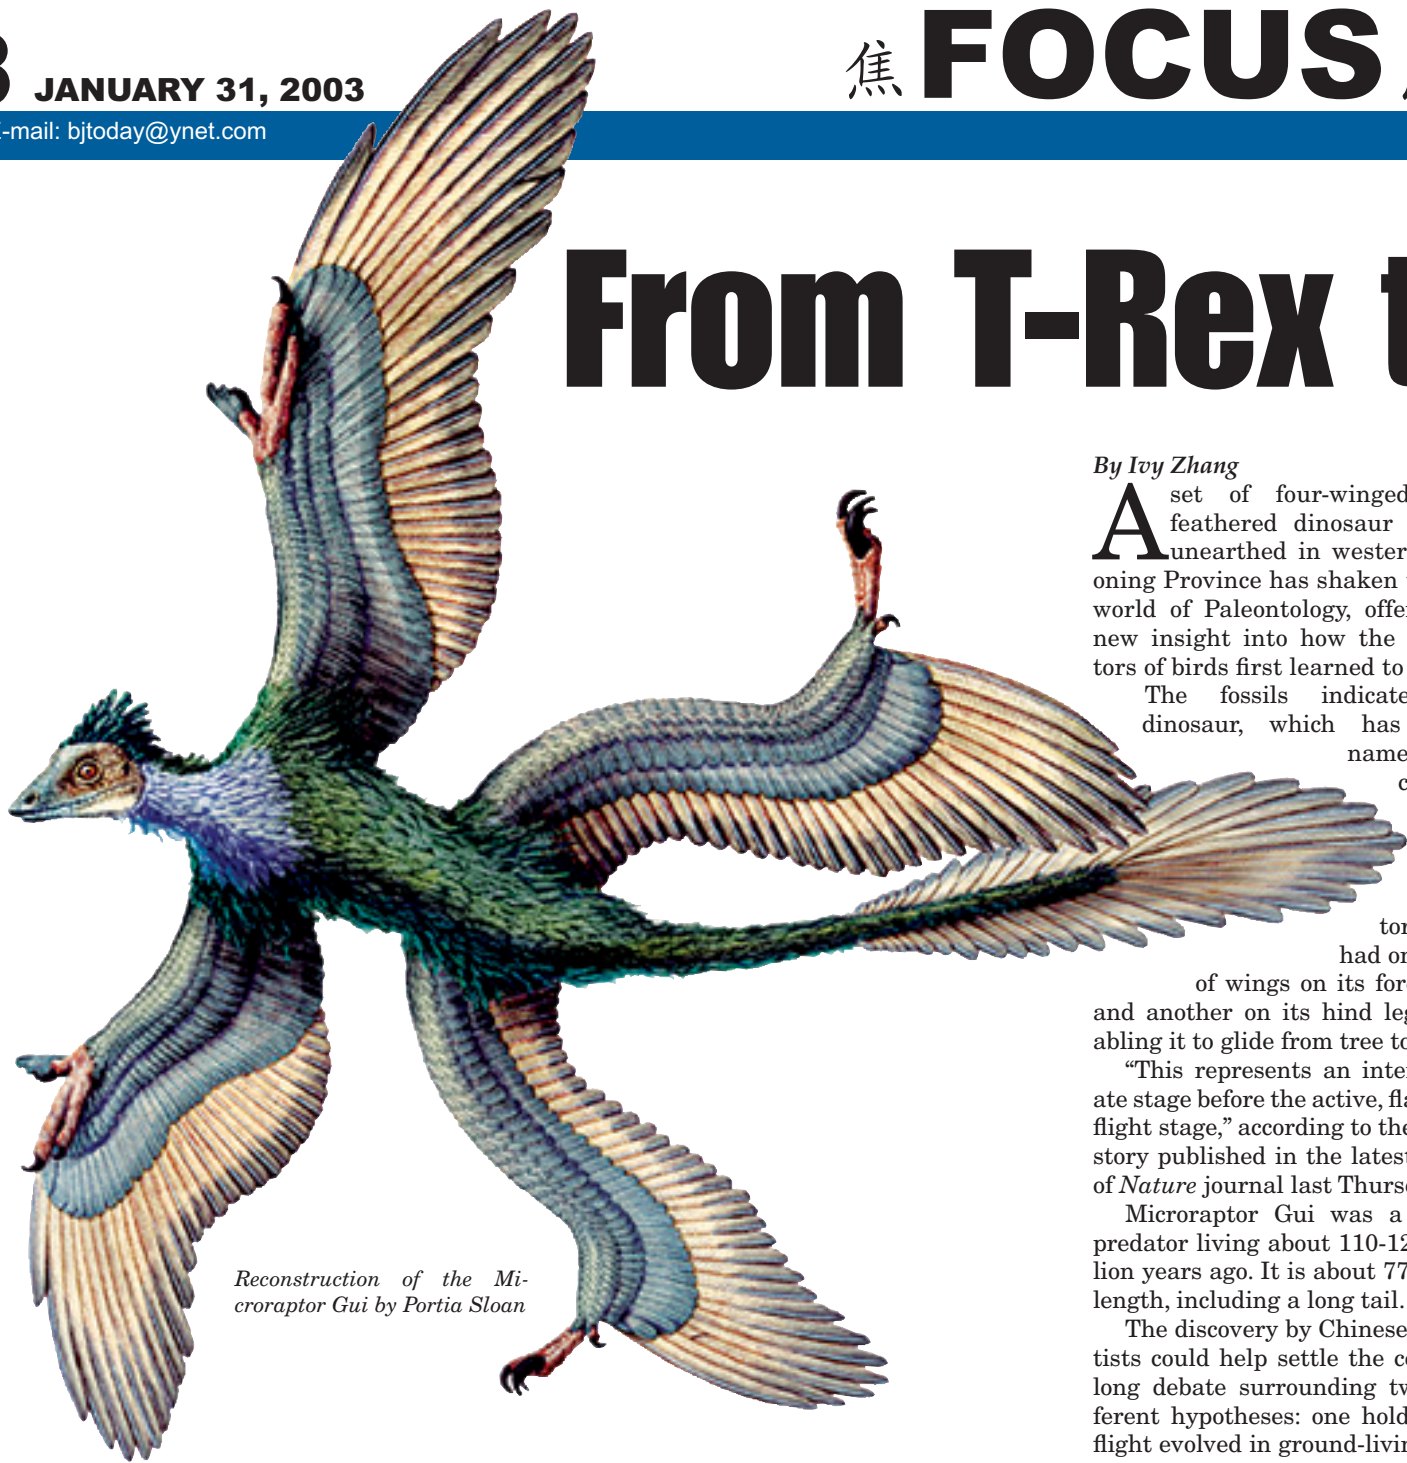 JANUARY 31, 2003
焦 FOCUS
-mail: bjtoday@ynet.com
From T-Rex t
By Ivy Zhang
A set of four-winged
feathered dinosaur
unearthed in wester
oning Province has shaken
world of Paleontology, offer
new insight into how the
tors of birds first learned to
The fossils indicate
dinosaur, which has
name
c
tor
had or
of wings on its for
and another on its hind leg
abling it to glide from tree to
“This represents an inter
ate stage before the active, fla
flight stage,” according to the
story published in the latest
of Nature journal last Thurs
Microraptor Gui was a
predator living about 110-12
lion years ago. It is about 77
length, including a long tail.
The discovery by Chinese
tists could help settle the c
long debate surrounding tw
ferent hypotheses: one hold
flight evolved in ground-livin
Reconstruction of the Mi-
croraptor Gui by Portia Sloan